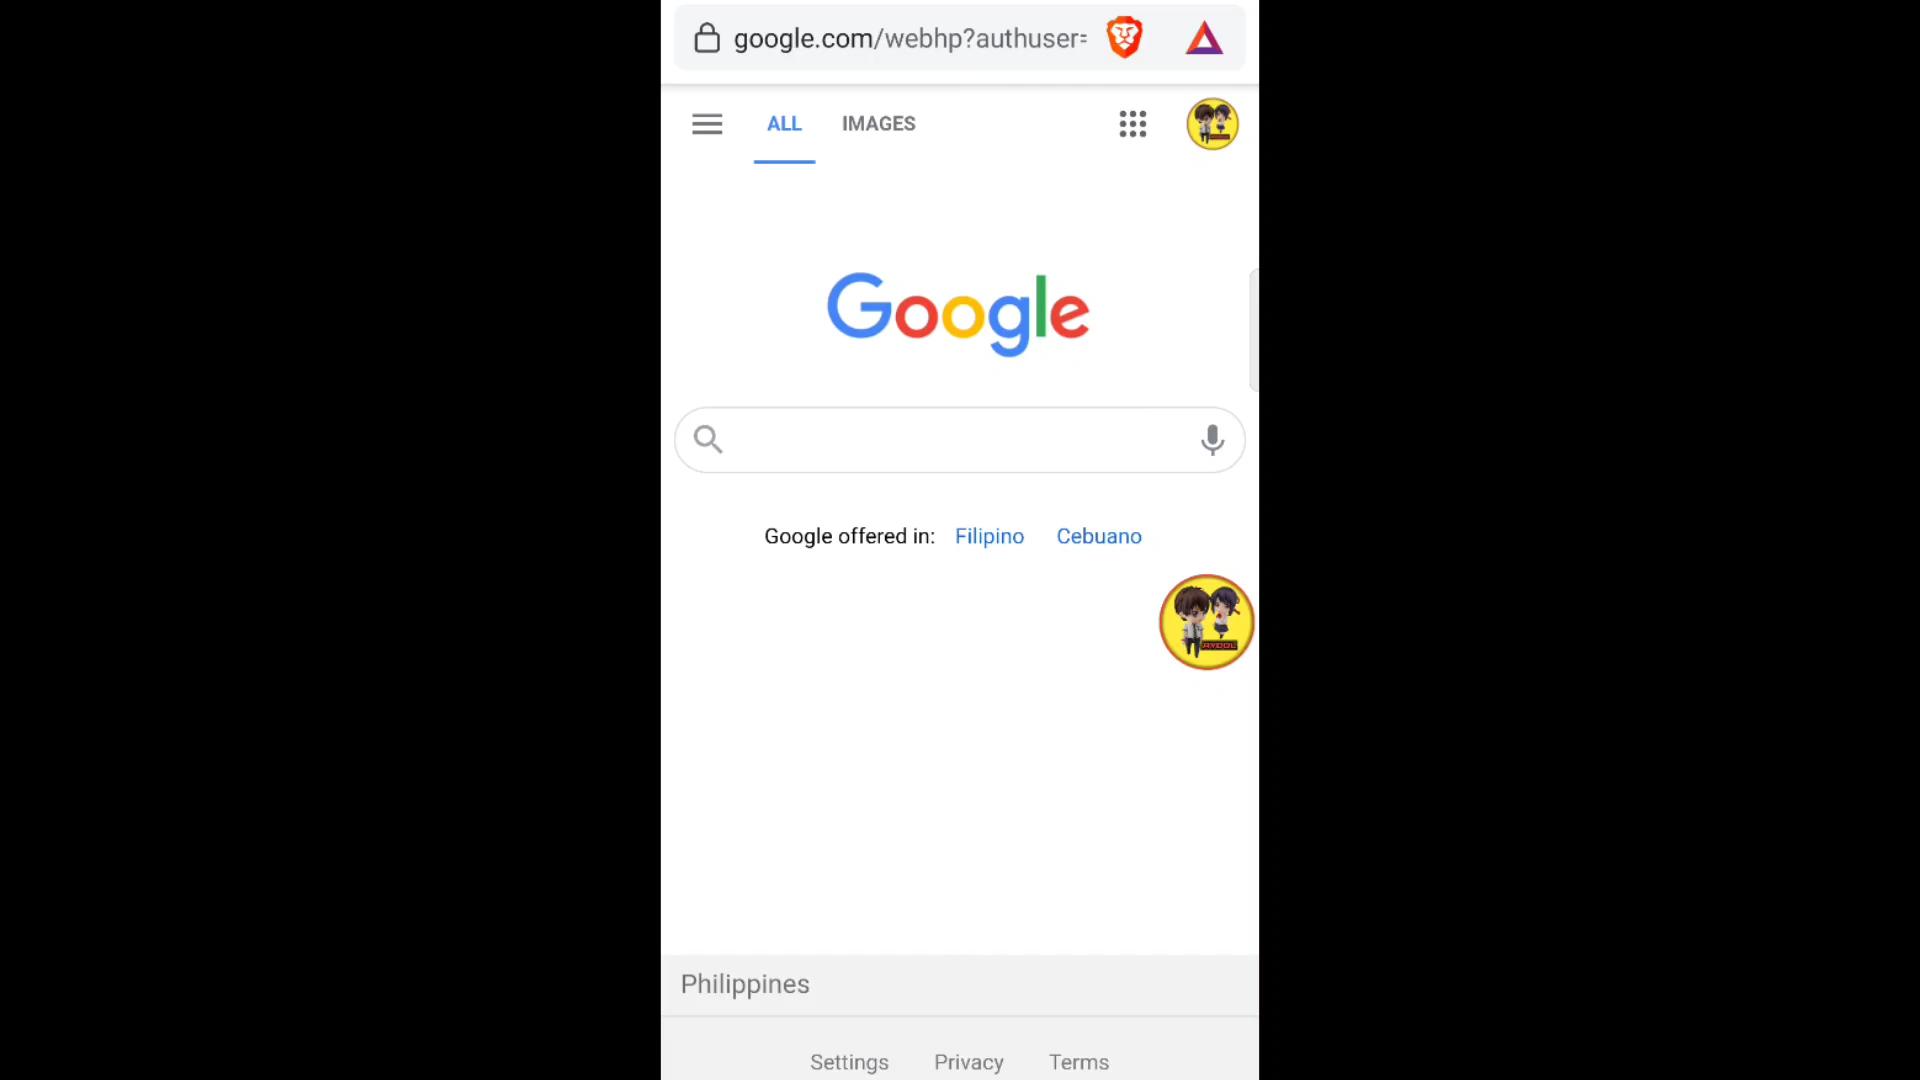 google.com/webhp?authuser=
ALL IMAGES
Google
Google offered in: Filipino Cebuano
Philippines
Settings Privacy Terms